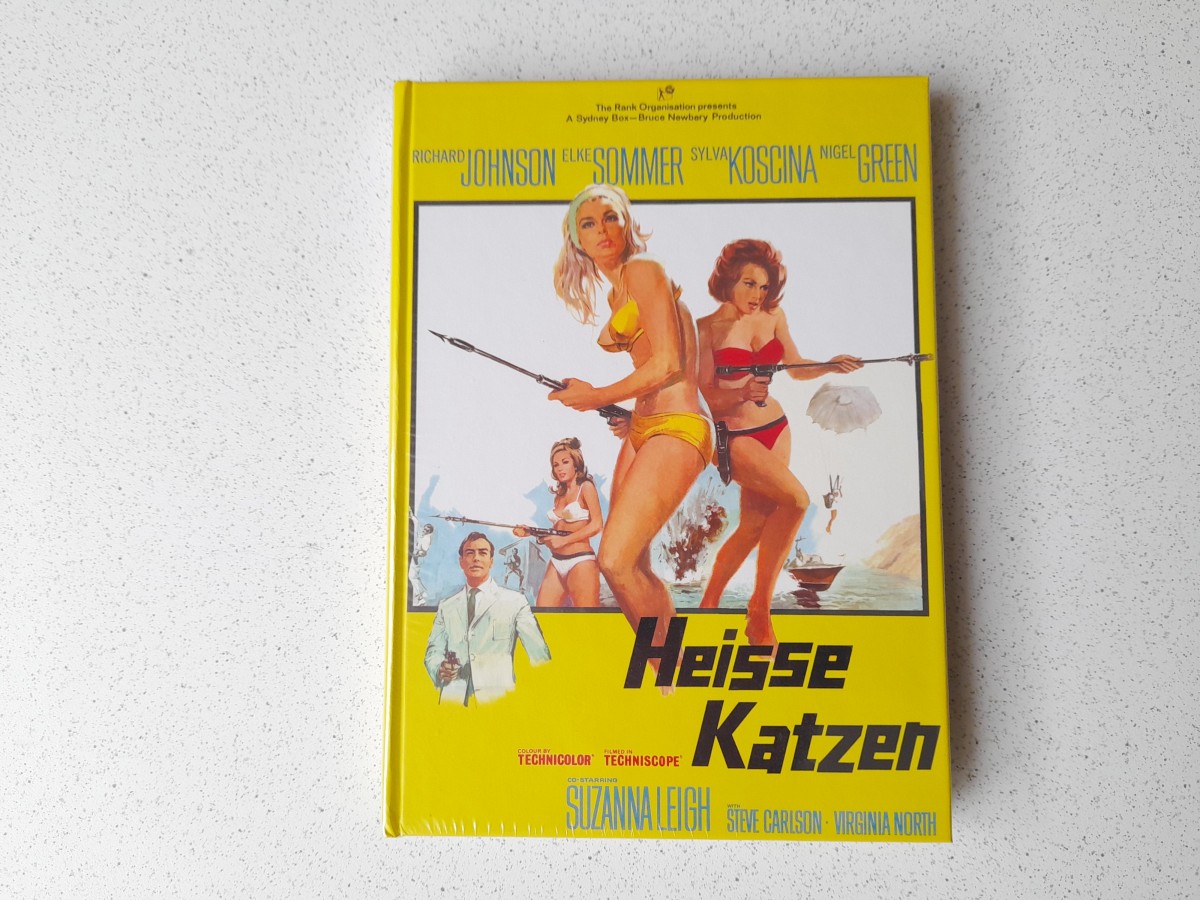 The Rank Organisation presents
A Sydney Box—Bruce Newbery Production
RICHARD JOHNSON ELKE SOMMER SYLVA KOSCINA NIGEL GREEN
Heisse
Katzen
COLOUR BY TECHNICOLOR® FILMED IN TECHNISCOPE®
CO-STARRING
SUZANNA LEIGH WITH STEVE CARLSON · VIRGINIA NORTH